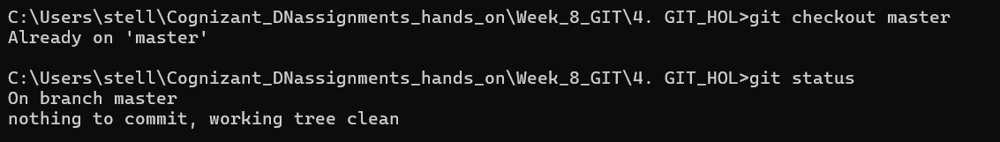 C:\Users\stell\Cognizant_DNassignments_hands_on\Week_8_GIT\4. GIT_HOL>git checkout master
Already on 'master'
C:\Users\stell\Cognizant_DNassignments_hands_on\Week_8_GIT\4. GIT_HOL>git status
On branch master
nothing to commit, working tree clean